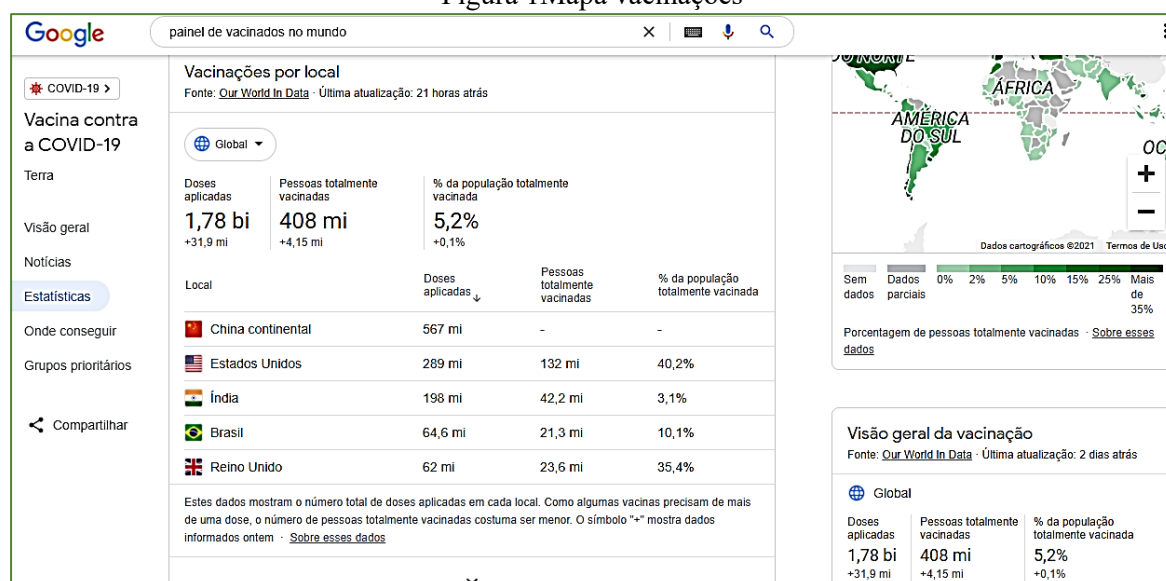 Figura 1Mapa vacinações
Google
painel de vacinados no mundo
COVID-19
Vacina contra
a COVID-19
Terra
Visão geral
Notícias
Estatísticas
Onde conseguir
Grupos prioritários
Compartilhar
Vacinações por local
Fonte: Our World In Data · Última atualização: 21 horas atrás
Global
Doses aplicadas
1,78 bi
+31,9 mi
Pessoas totalmente vacinadas
408 mi
+4,15 mi
% da população totalmente vacinada
5,2%
+0,1%
Local Doses aplicadas Pessoas totalmente vacinadas % da população totalmente vacinada
China continental 567 mi - -
Estados Unidos 289 mi 132 mi 40,2%
Índia 198 mi 42,2 mi 3,1%
Brasil 64,6 mi 21,3 mi 10,1%
Reino Unido 62 mi 23,6 mi 35,4%
Estes dados mostram o número total de doses aplicadas em cada local. Como algumas vacinas precisam de mais
de uma dose, o número de pessoas totalmente vacinadas costuma ser menor. O símbolo "+" mostra dados
informados ontem · Sobre esses dados
DO NORTE
ÁFRICA
AMÉRICA
DO SUL
OC
+
−
Dados cartográficos ©2021 Termos de Uso
Sem dados
Dados parciais
0% 2% 5% 10% 15% 25% Mais de 35%
Porcentagem de pessoas totalmente vacinadas · Sobre esses
dados
Visão geral da vacinação
Fonte: Our World In Data · Última atualização: 2 dias atrás
Global
Doses aplicadas
1,78 bi
+31,9 mi
Pessoas totalmente vacinadas
408 mi
+4,15 mi
% da população totalmente vacinada
5,2%
+0,1%